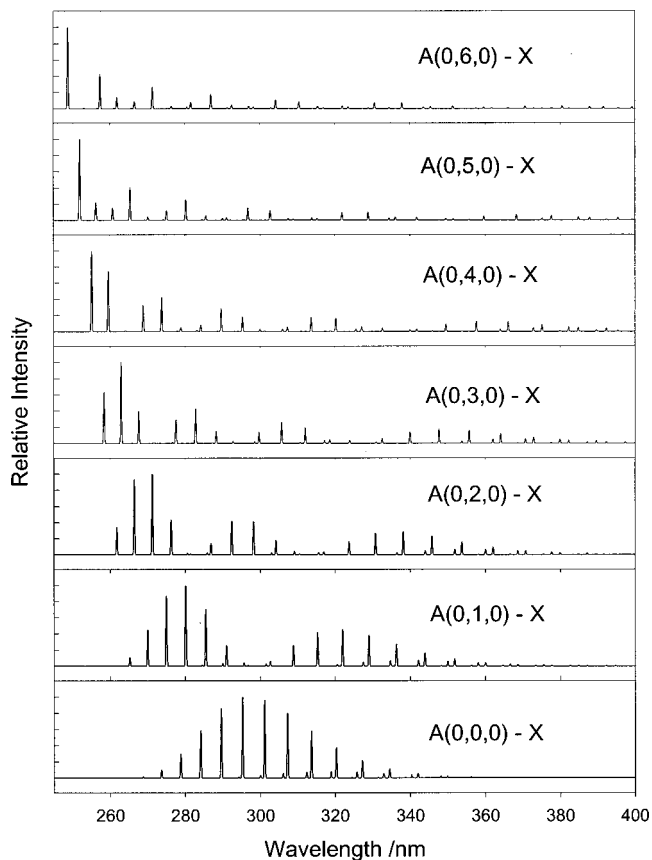 A(0,6,0) - X
A(0,5,0) - X
A(0,4,0) - X
A(0,3,0) - X
A(0,2,0) - X
A(0,1,0) - X
A(0,0,0) - X
Relative Intensity
260 280 300 320 340 360 380 400
Wavelength /nm